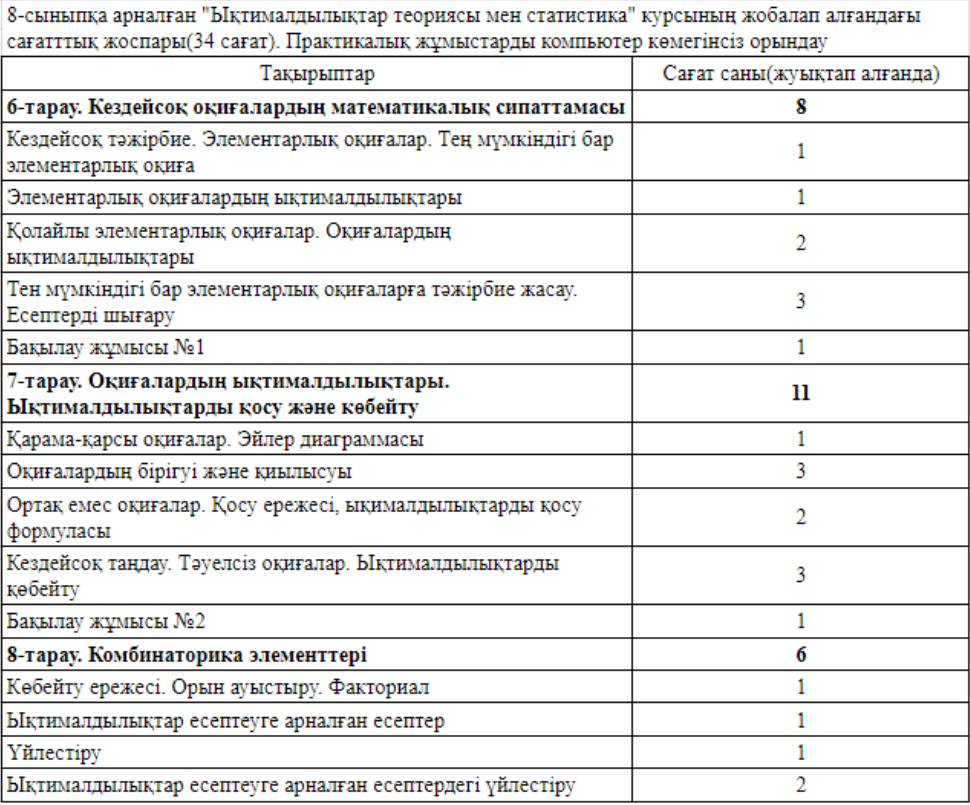 8-сыныпқа арналған "Ықтималдылықтар теориясы мен статистика" курсының жобалап алғандағы
сағатттық жоспары(34 сағат). Практикалық жұмыстарды компьютер көмегінсіз орындау
Тақырыптар Сағат саны(жуықтап алғанда)
6-тарау. Кездейсоқ оқиғалардың математикалық сипаттамасы 8
Кездейсоқ тәжірбие. Элементарлық оқиғалар. Тең мүмкіндігі бар
элементарлық оқиға 1
Элементарлық оқиғалардың ықтималдылықтары 1
Қолайлы элементарлық оқиғалар. Оқиғалардың
ықтималдылықтары 2
Тен мүмкіндігі бар элементарлық оқиғаларға тәжірбие жасау.
Есептерді шығару 3
Бақылау жұмысы №1 1
7-тарау. Оқиғалардың ықтималдылықтары.
Ықтималдылықтарды қосу және көбейту 11
Қарама-қарсы оқиғалар. Эйлер диаграммасы 1
Оқиғалардың бірігуі және қиылысуы 3
Ортақ емес оқиғалар. Қосу ережесі, ықималдылықтарды қосу
формуласы 2
Кездейсоқ таңдау. Тәуелсіз оқиғалар. Ықтималдылықтарды
көбейту 3
Бақылау жұмысы №2 1
8-тарау. Комбинаторика элементтері 6
Көбейту ережесі. Орын ауыстыру. Факториал 1
Ықтималдылықтар есептеуге арналған есептер 1
Үйлестіру 1
Ықтималдылықтар есептеуге арналған есептердегі үйлестіру 2